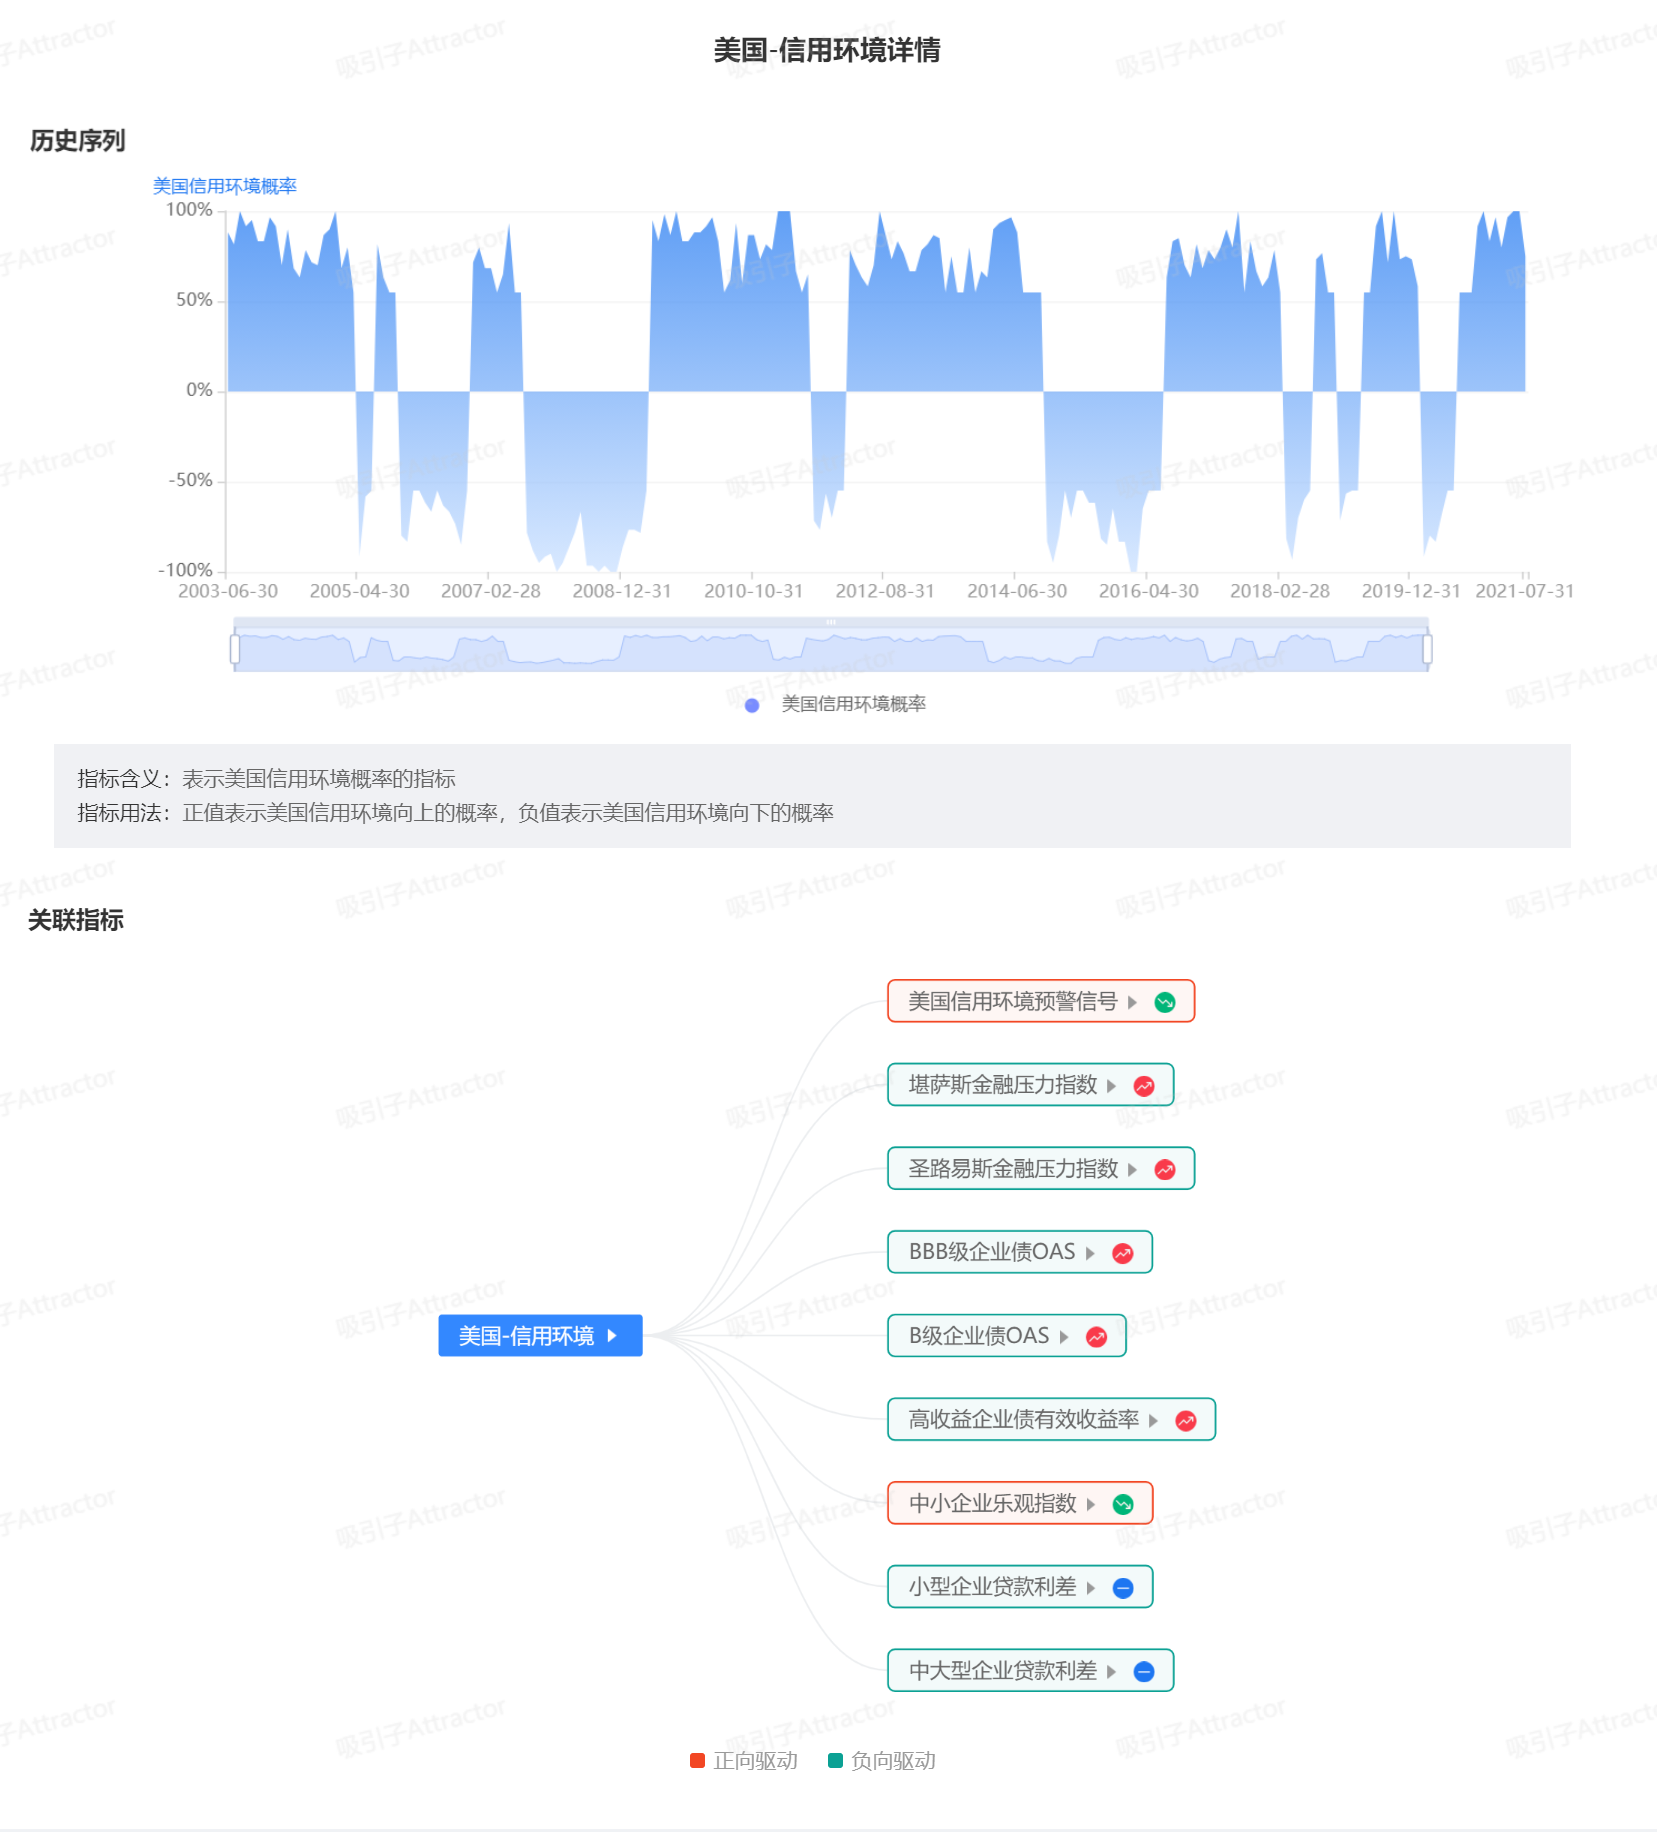 美国-信用环境详情
历史序列
美国信用环境概率
100%
50%
0%
-50%
-100%
2003-06-30 2005-04-30 2007-02-28 2008-12-31 2010-10-31 2012-08-31 2014-06-30 2016-04-30 2018-02-28 2019-12-31 2021-07-31
美国信用环境概率
指标含义：表示美国信用环境概率的指标
指标用法：正值表示美国信用环境向上的概率，负值表示美国信用环境向下的概率
关联指标
美国信用环境预警信号
堪萨斯金融压力指数
圣路易斯金融压力指数
BBB级企业债OAS
美国-信用环境
B级企业债OAS
高收益企业债有效收益率
中小企业乐观指数
小型企业贷款利差
中大型企业贷款利差
正向驱动 负向驱动
吸引子Attractor